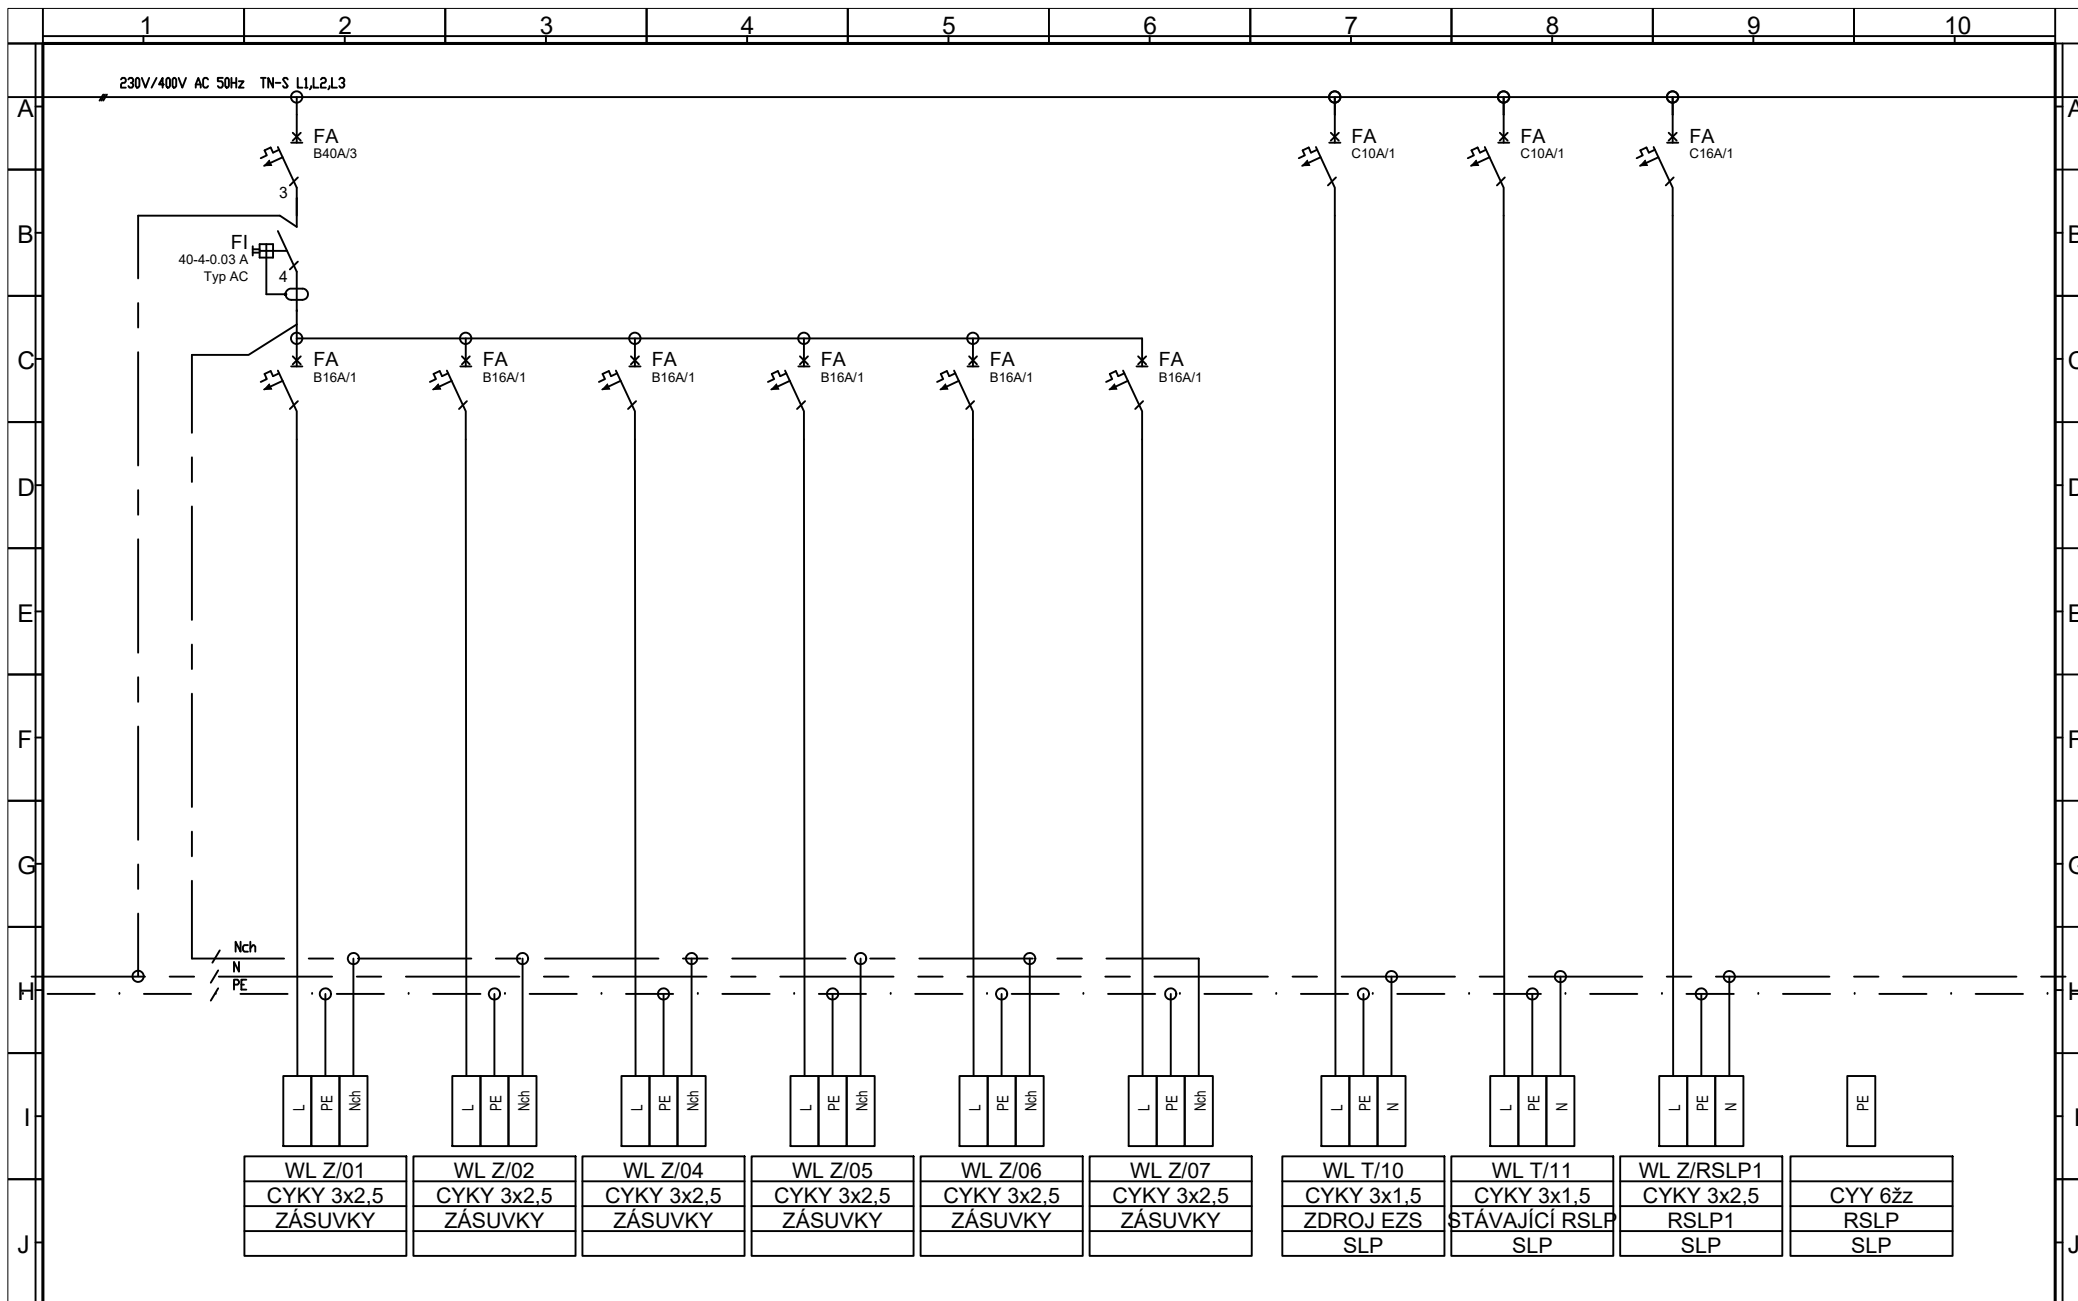 1 2 3 4 5 6 7 8 9 10
230V/400V AC 50Hz TN-S L1,L2,L3
A A
FA FA FA FA
B40A/3 C10A/1 C10A/1 C16A/1
3
B B
FI
40-4-0.03 A
Typ AC 4
C C
FA FA FA FA FA FA
B16A/1 B16A/1 B16A/1 B16A/1 B16A/1 B16A/1
D D
E E
F F
G G
Nch
N
PE
H H
I I
L PE Nch L PE Nch L PE Nch L PE Nch L PE Nch L PE Nch L PE N L PE N L PE N PE
WL Z/01 WL Z/02 WL Z/04 WL Z/05 WL Z/06 WL Z/07 WL T/10 WL T/11 WL Z/RSLP1
CYKY 3x2,5 CYKY 3x2,5 CYKY 3x2,5 CYKY 3x2,5 CYKY 3x2,5 CYKY 3x2,5 CYKY 3x1,5 CYKY 3x1,5 CYKY 3x2,5 CYY 6žz
ZÁSUVKY ZÁSUVKY ZÁSUVKY ZÁSUVKY ZÁSUVKY ZÁSUVKY ZDROJ EZS STÁVAJÍCÍ RSLP RSLP1 RSLP
J SLP SLP SLP SLP J